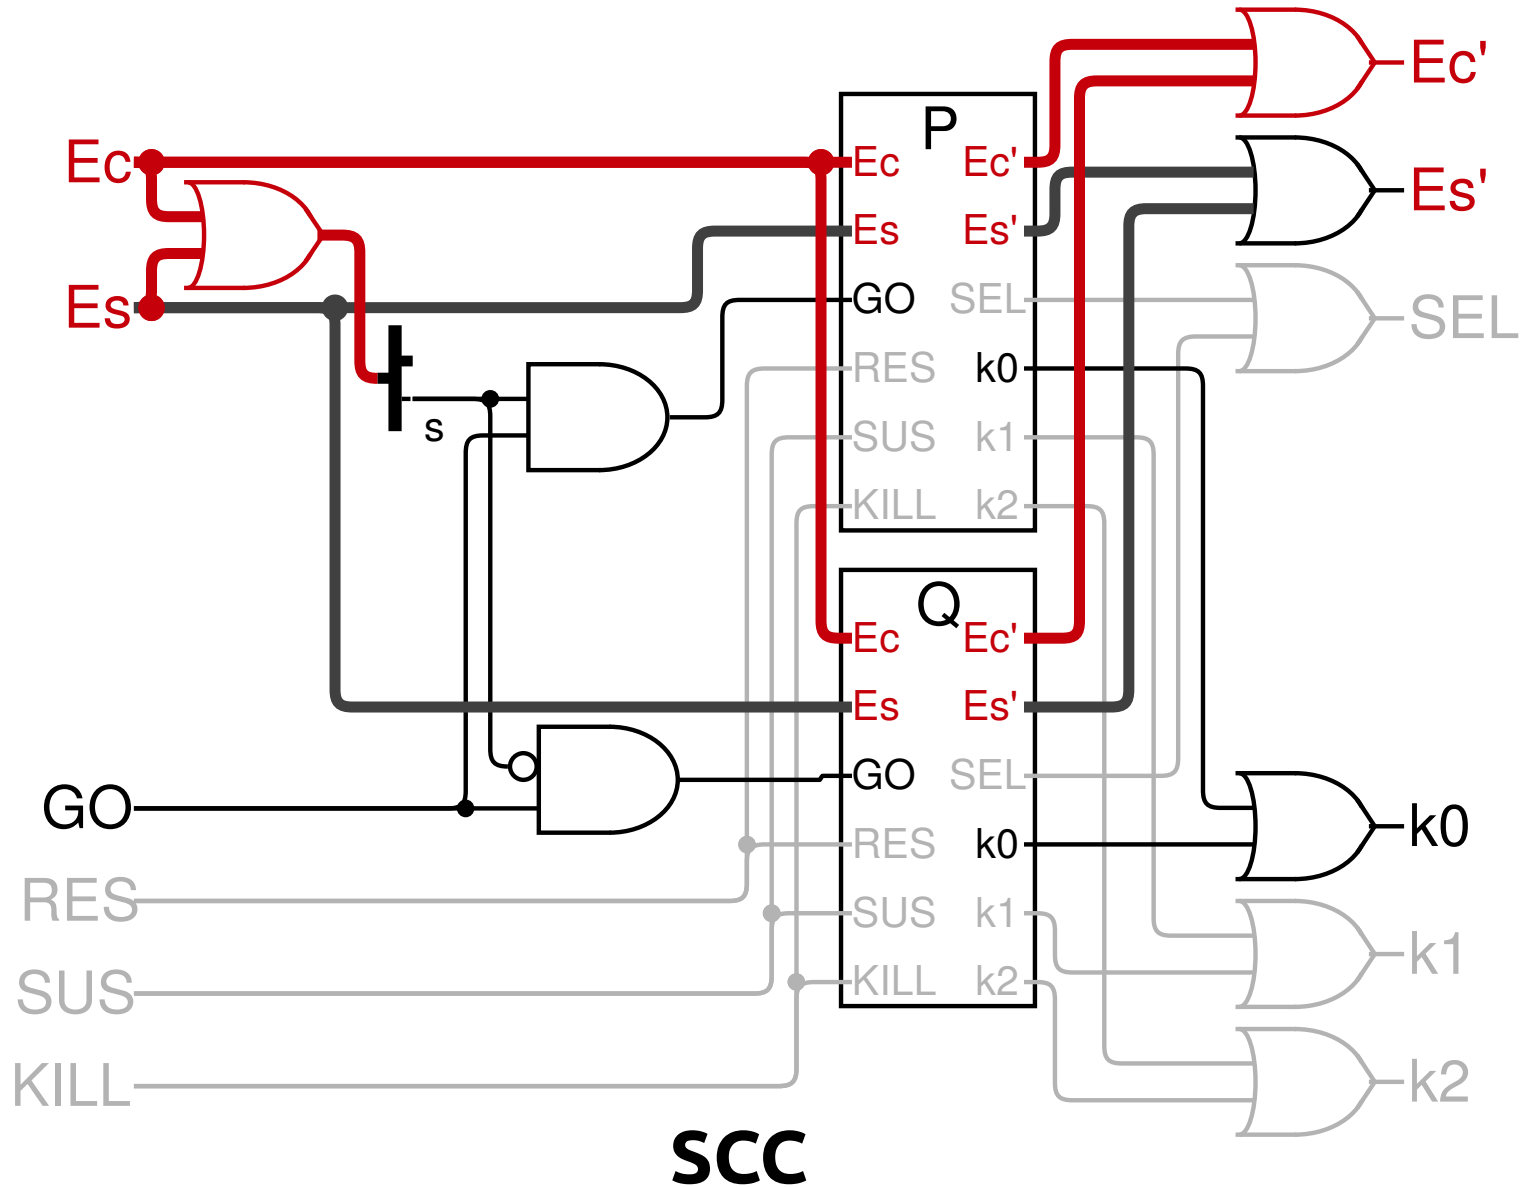 Ec
Es
GO
RES
SUS
KILL
s
P
Ec Ec'
Es Es'
GO SEL
RES k0
SUS k1
KILL k2
Q
Ec Ec'
Es Es'
GO SEL
RES k0
SUS k1
KILL k2
Ec'
Es'
SEL
k0
k1
k2
SCC